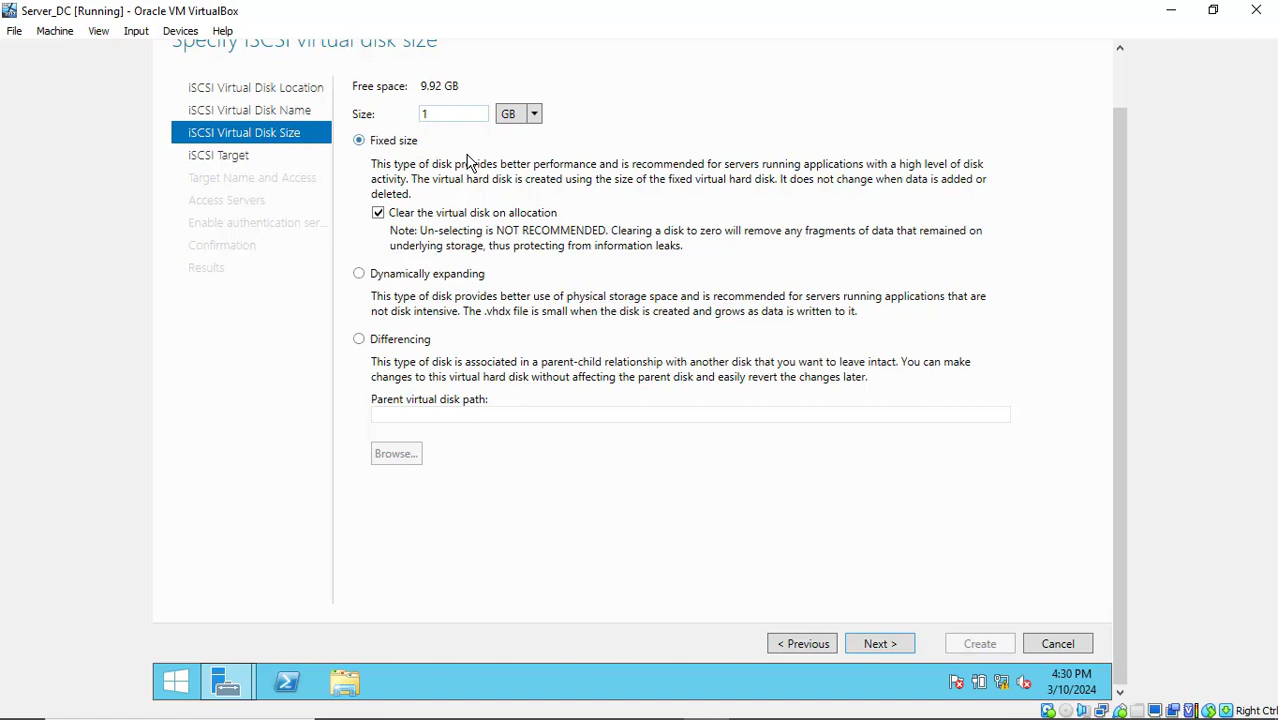 Server_DC [Running] - Oracle VM VirtualBox
File Machine View Input Devices Help
Specify iSCSI virtual disk size
iSCSI Virtual Disk Location
iSCSI Virtual Disk Name
iSCSI Virtual Disk Size
iSCSI Target
Target Name and Access
Access Servers
Enable authentication ser...
Confirmation
Results
Free space: 9.92 GB
Size: 1 GB
Fixed size
This type of disk provides better performance and is recommended for servers running applications with a high level of disk
activity. The virtual hard disk is created using the size of the fixed virtual hard disk. It does not change when data is added or
deleted.
Clear the virtual disk on allocation
Note: Un-selecting is NOT RECOMMENDED. Clearing a disk to zero will remove any fragments of data that remained on
underlying storage, thus protecting from information leaks.
Dynamically expanding
This type of disk provides better use of physical storage space and is recommended for servers running applications that are
not disk intensive. The .vhdx file is small when the disk is created and grows as data is written to it.
Differencing
This type of disk is associated in a parent-child relationship with another disk that you want to leave intact. You can make
changes to this virtual hard disk without affecting the parent disk and easily revert the changes later.
Parent virtual disk path:
Browse...
< Previous Next > Create Cancel
4:30 PM
3/10/2024
Right Ctrl